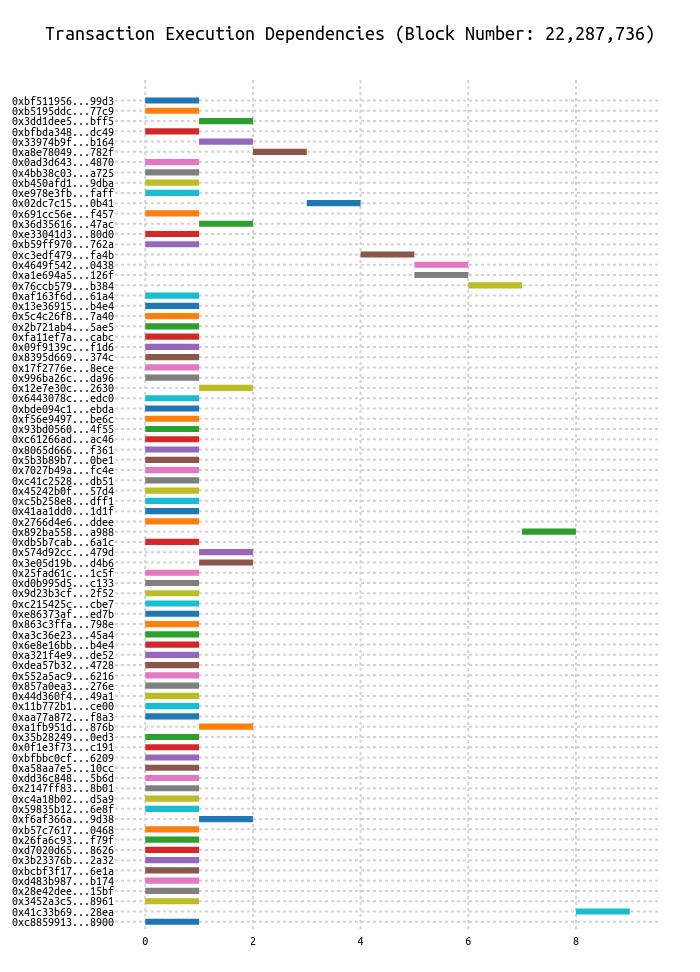 Transaction Execution Dependencies (Block Number: 22,287,736)
0xbf511956...99d3
0xb5195ddc...77c9
0x3dd1dee5...bff5
0xbfbda348...dc49
0x33974b9f...b164
0xa8e78049...782f
0x0ad3d643...4870
0x4bb38c03...a725
0xb450afd1...9dba
0xe978e3fb...faff
0x02dc7c15...0b41
0x691cc56e...f457
0x36d35616...47ac
0xe33041d3...80d0
0xb59ff970...762a
0xc3edf479...fa4b
0x4649f542...0438
0xa1e694a5...126f
0x76ccb579...b384
0xaf163f6d...61a4
0x13e36915...b4e4
0x5c4c26f8...7a40
0x2b721ab4...5ae5
0xfa11ef7a...cabc
0x09f9139c...f1d6
0x8395d669...374c
0x17f2776e...8ece
0x996ba26c...da96
0x12e7e30c...2630
0x6443078c...edc0
0xbde094c1...ebda
0xf56e9497...be6c
0x93bd0560...4f55
0xc61266ad...ac46
0x8065d666...f361
0x5b3b89b7...0be1
0x7027b49a...fc4e
0xc41c2528...db51
0x45242b0f...57d4
0xc5b258e8...dff1
0x41aa1dd0...1d1f
0x2766d4e6...ddee
0x892ba558...a988
0xdb5b7cab...6a1c
0x574d92cc...479d
0x3e05d19b...d4b6
0x25fad61c...1c5f
0xd0b995d5...c133
0x9d23b3cf...2f52
0xc215425c...cbe7
0xe86373af...ed7b
0x863c3ffa...798e
0xa3c36e23...45a4
0x6e8e16bb...b4e4
0xa321f4e9...de52
0xdea57b32...4728
0x552a5ac9...6216
0x857a0ea3...276e
0x44d360f4...49a1
0x11b772b1...ce00
0xaa77a872...f8a3
0xa1fb951d...876b
0x35b28249...0ed3
0x0f1e3f73...c191
0xbfbbc0cf...6209
0xa58aa7e5...10cc
0xdd36c848...5b6d
0x2147ff83...8b01
0xc4a18b02...d5a9
0x59835b12...6e8f
0xf6af366a...9d38
0xb57c7617...0468
0x26fa6c93...f79f
0xd7020d65...8626
0x3b23376b...2a32
0xbcbf3f17...6e1a
0xd483b987...b174
0x28e42dee...15bf
0x3452a3c5...8961
0x41c33b69...28ea
0xc8859913...8900
0 2 4 6 8